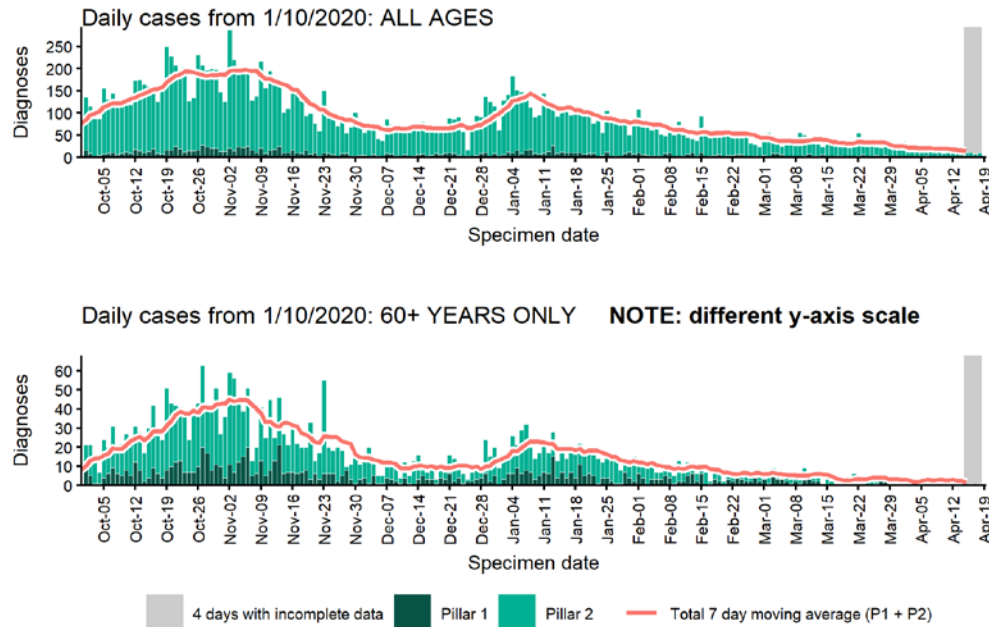 Daily cases from 1/10/2020: ALL AGES
250
200
150
100
50
0
Diagnoses
Oct-05
Oct-12
Oct-19
Oct-26
Nov-02
Nov-09
Nov-16
Nov-23
Nov-30
Dec-07
Dec-14
Dec-21
Dec-28
Jan-04
Jan-11
Jan-18
Jan-25
Feb-01
Feb-08
Feb-15
Feb-22
Mar-01
Mar-08
Mar-15
Mar-22
Mar-29
Apr-05
Apr-12
Apr-19
Specimen date
Daily cases from 1/10/2020: 60+ YEARS ONLY NOTE: different y-axis scale
60
50
40
30
20
10
0
Diagnoses
Oct-05
Oct-12
Oct-19
Oct-26
Nov-02
Nov-09
Nov-16
Nov-23
Nov-30
Dec-07
Dec-14
Dec-21
Dec-28
Jan-04
Jan-11
Jan-18
Jan-25
Feb-01
Feb-08
Feb-15
Feb-22
Mar-01
Mar-08
Mar-15
Mar-22
Mar-29
Apr-05
Apr-12
Apr-19
Specimen date
4 days with incomplete data Pillar 1 Pillar 2 Total 7 day moving average (P1 + P2)